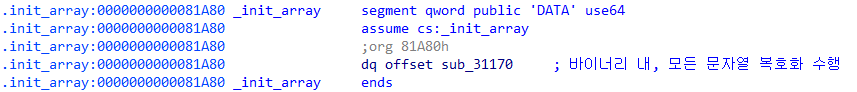 .init_array:0000000000081A80 _init_array segment qword public 'DATA' use64
.init_array:0000000000081A80 assume cs:_init_array
.init_array:0000000000081A80 ;org 81A80h
.init_array:0000000000081A80 dq offset sub_31170 ; 바이너리 내, 모든 문자열 복호화 수행
.init_array:0000000000081A80 _init_array ends